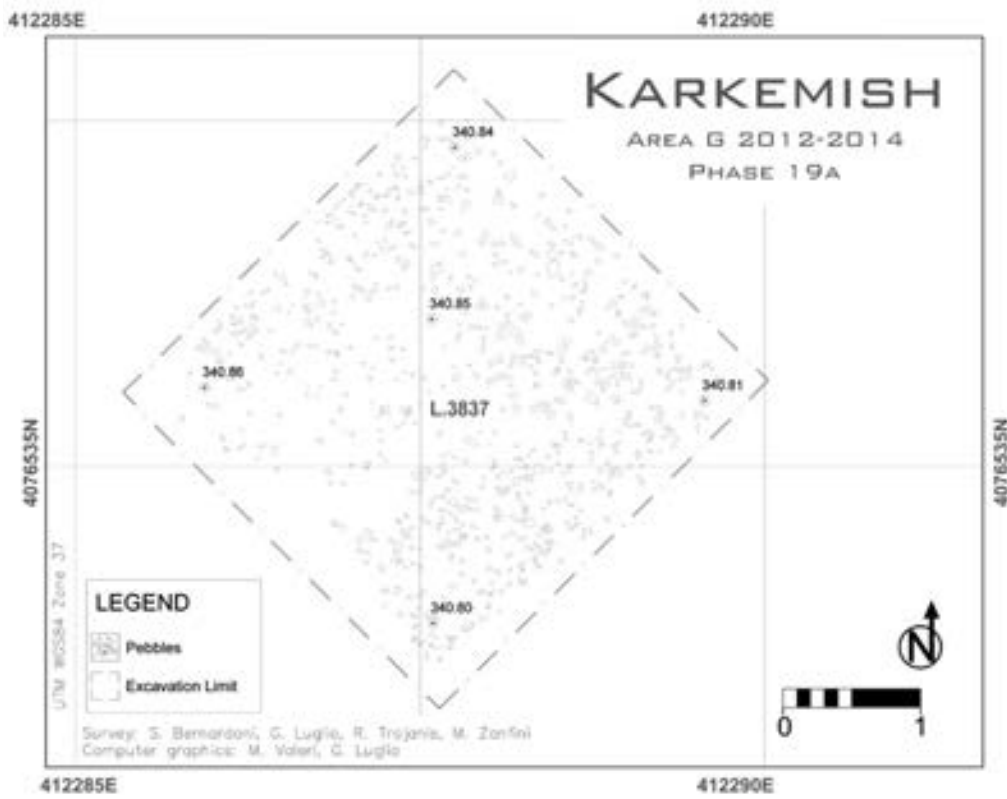 412285E 412290E
KARKEMISH
AREA G 2012-2014
PHASE 19A
340.84
340.85
340.86
340.81
L.3837
4076535N
4076535N
340.80
UTM WGS84 Zone 37
LEGEND
Pebbles
Excavation Limit
N
0 1
Survey: S. Bernardoni, G. Luglio, R. Trojanis, M. Zanfini
Computer graphics: M. Valeri, G. Luglio
412285E 412290E